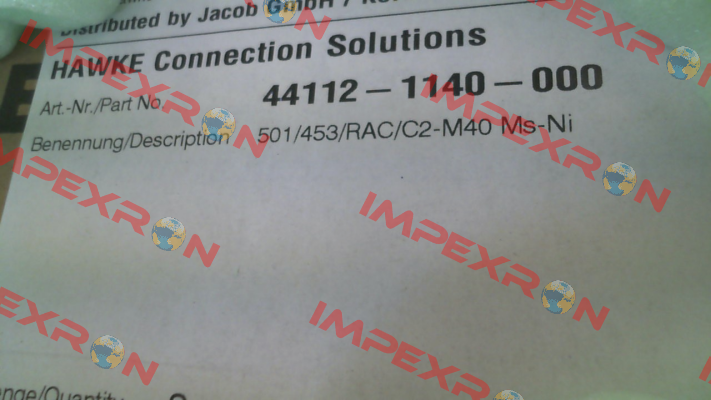 Distributed by Jacob GmbH /
HAWKE Connection Solutions
Art.-Nr./Part No. 44112-1140-000
Benennung/Description 501/453/RAC/C2-M40 Ms-Ni
IMPEXRON
IMPEXRON
IMPEXRON
IMPEXRON
IMPEXRON
IMPEXRON